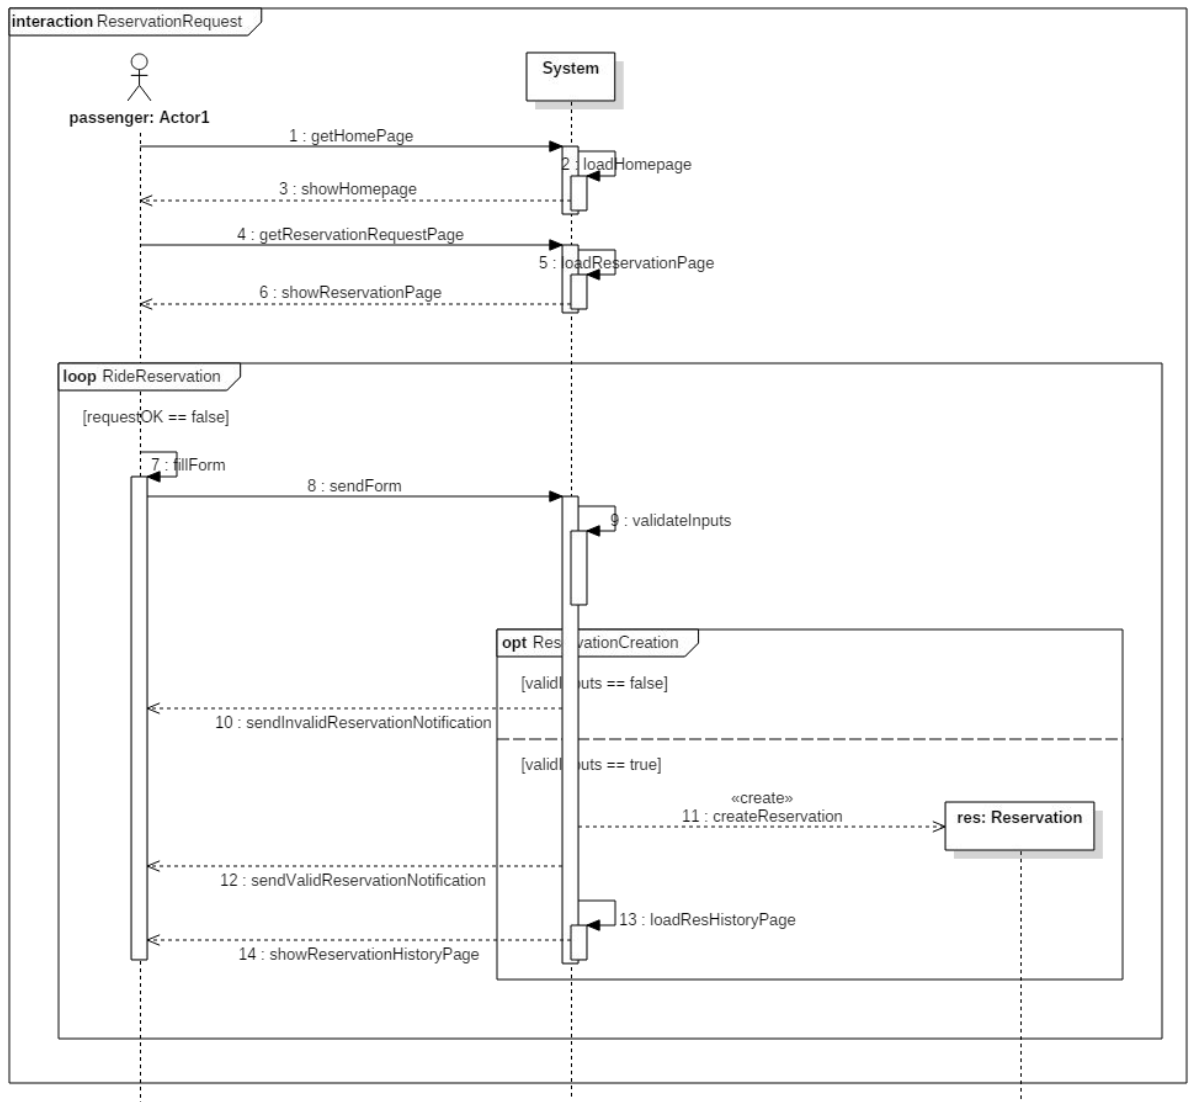 interaction ReservationRequest
System
passenger: Actor1
1 : getHomePage
2 : loadHomepage
3 : showHomepage
4 : getReservationRequestPage
5 : loadReservationPage
6 : showReservationPage
loop RideReservation
[requestOK == false]
7 : fillForm
8 : sendForm
9 : validateInputs
opt ReservationCreation
[validInputs == false]
10 : sendInvalidReservationNotification
[validInputs == true]
«create»
11 : createReservation
res: Reservation
12 : sendValidReservationNotification
13 : loadResHistoryPage
14 : showReservationHistoryPage